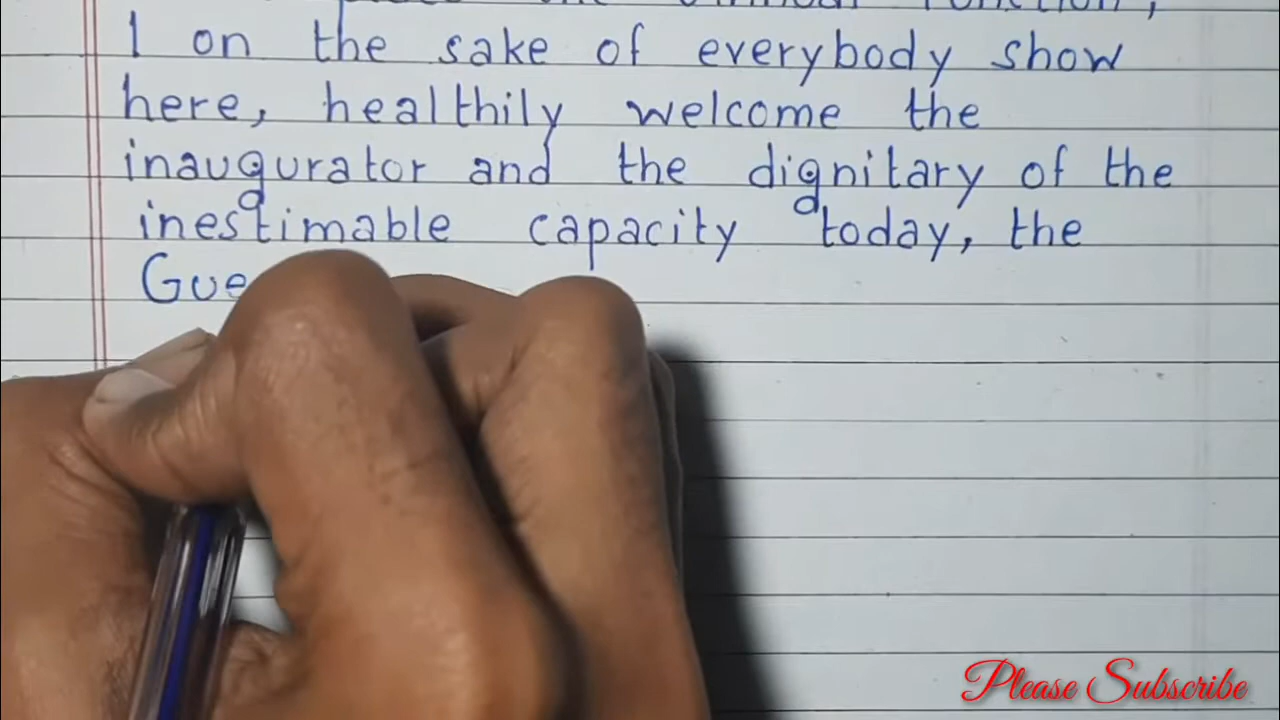 function,
I on the sake of everybody show
here, healthily welcome the
inaugurator and the dignitary of the
inestimable capacity today, the
Gue
Please Subscribe